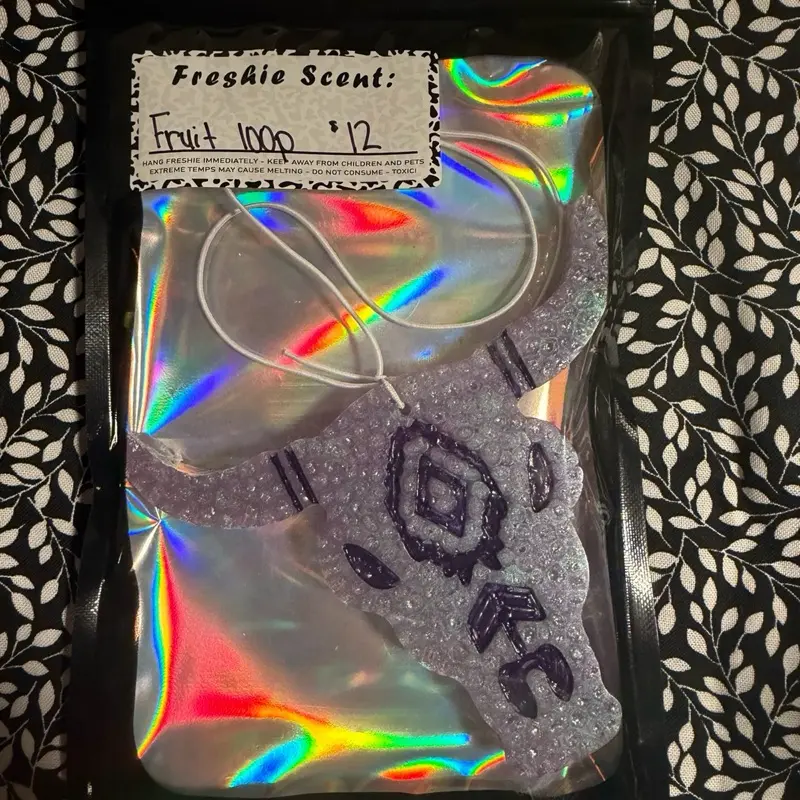 Freshie Scent:
Fruit loop $12
HANG FRESHIE IMMEDIATELY - KEEP AWAY FROM CHILDREN AND PETS
EXTREME TEMPS MAY CAUSE MELTING - DO NOT CONSUME - TOXIC!